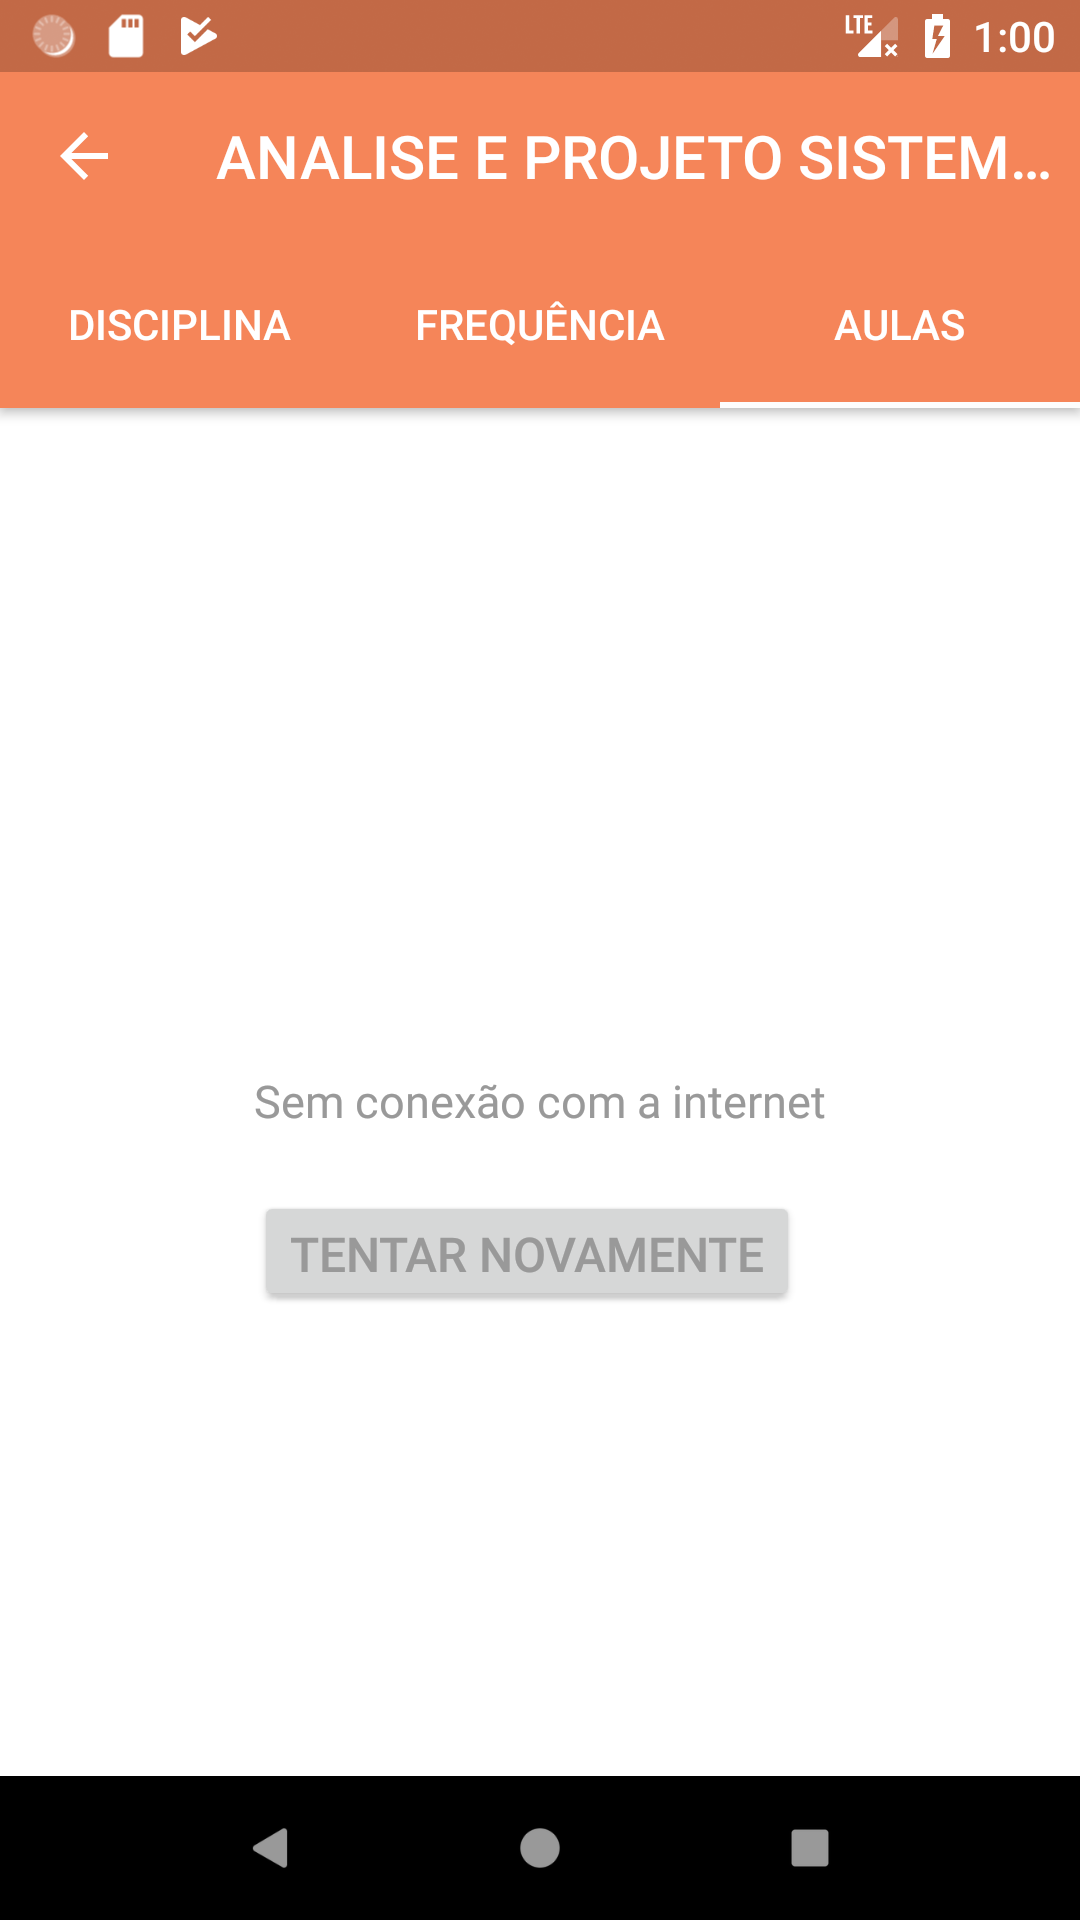 LTE 1:00
ANALISE E PROJETO SISTEM...
DISCIPLINA FREQUÊNCIA AULAS
Sem conexão com a internet
TENTAR NOVAMENTE